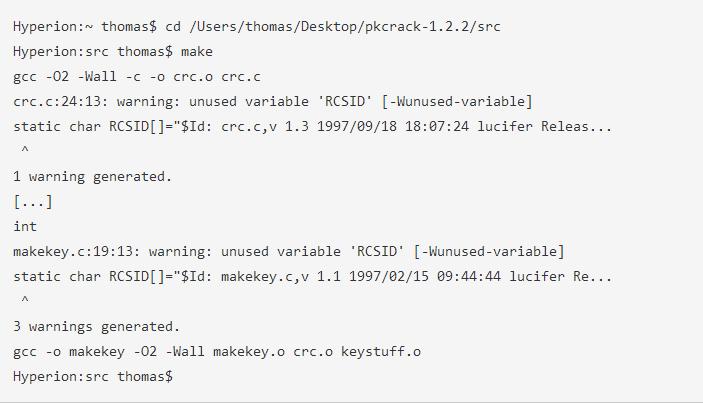 Hyperion:~ thomas$ cd /Users/thomas/Desktop/pkcrack-1.2.2/src
Hyperion:src thomas$ make
gcc -O2 -Wall -c -o crc.o crc.c
crc.c:24:13: warning: unused variable 'RCSID' [-Wunused-variable]
static char RCSID[]="$Id: crc.c,v 1.3 1997/09/18 18:07:24 lucifer Releas...
^
1 warning generated.
[...]
int
makekey.c:19:13: warning: unused variable 'RCSID' [-Wunused-variable]
static char RCSID[]="$Id: makekey.c,v 1.1 1997/02/15 09:44:44 lucifer Re...
^
3 warnings generated.
gcc -o makekey -O2 -Wall makekey.o crc.o keystuff.o
Hyperion:src thomas$